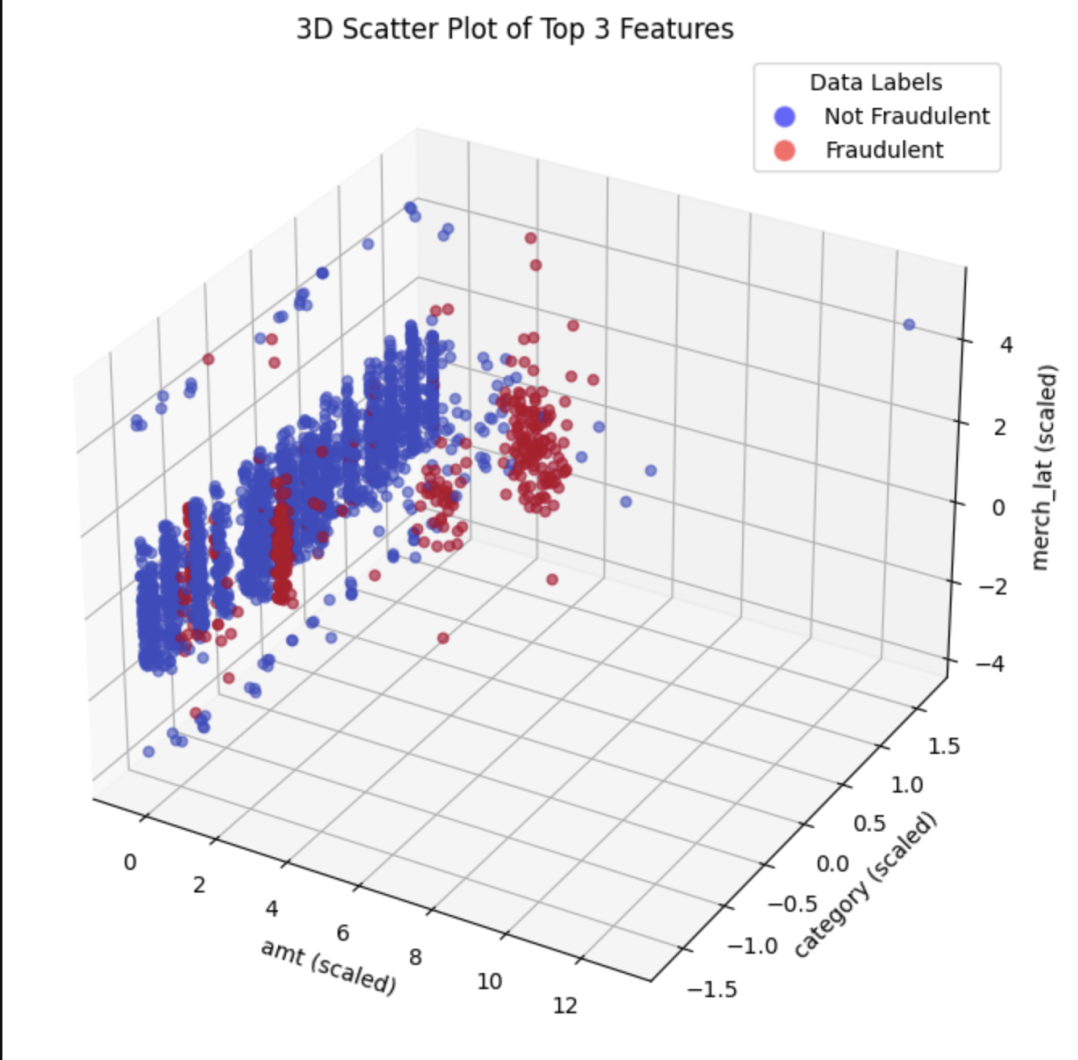 3D Scatter Plot of Top 3 Features
Data Labels
Not Fraudulent
Fraudulent
4
2
0
−2
−4
merch_lat (scaled)
1.5
1.0
0.5
0.0
−0.5
−1.0
−1.5
category (scaled)
0
2
4
6
8
10
12
amt (scaled)